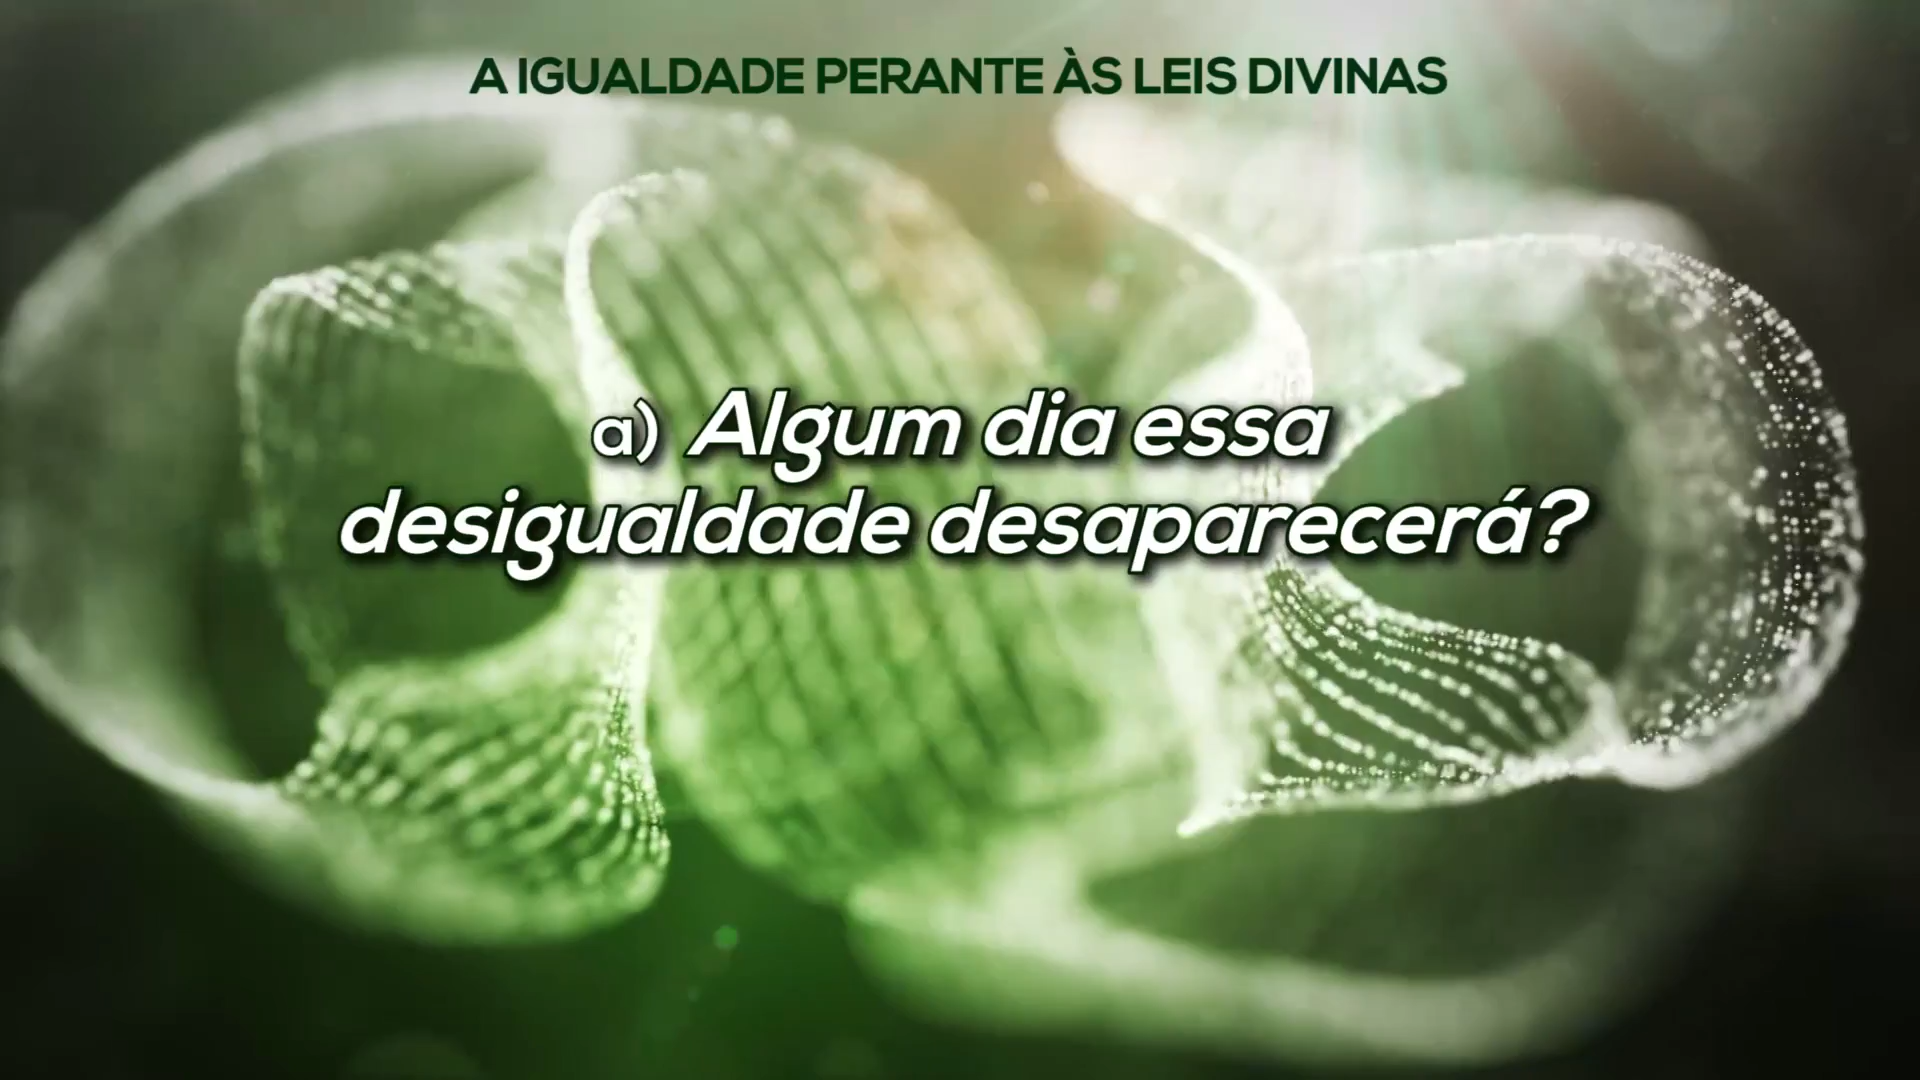 A IGUALDADE PERANTE ÀS LEIS DIVINAS
a) Algum dia essa
desigualdade desaparecerá?